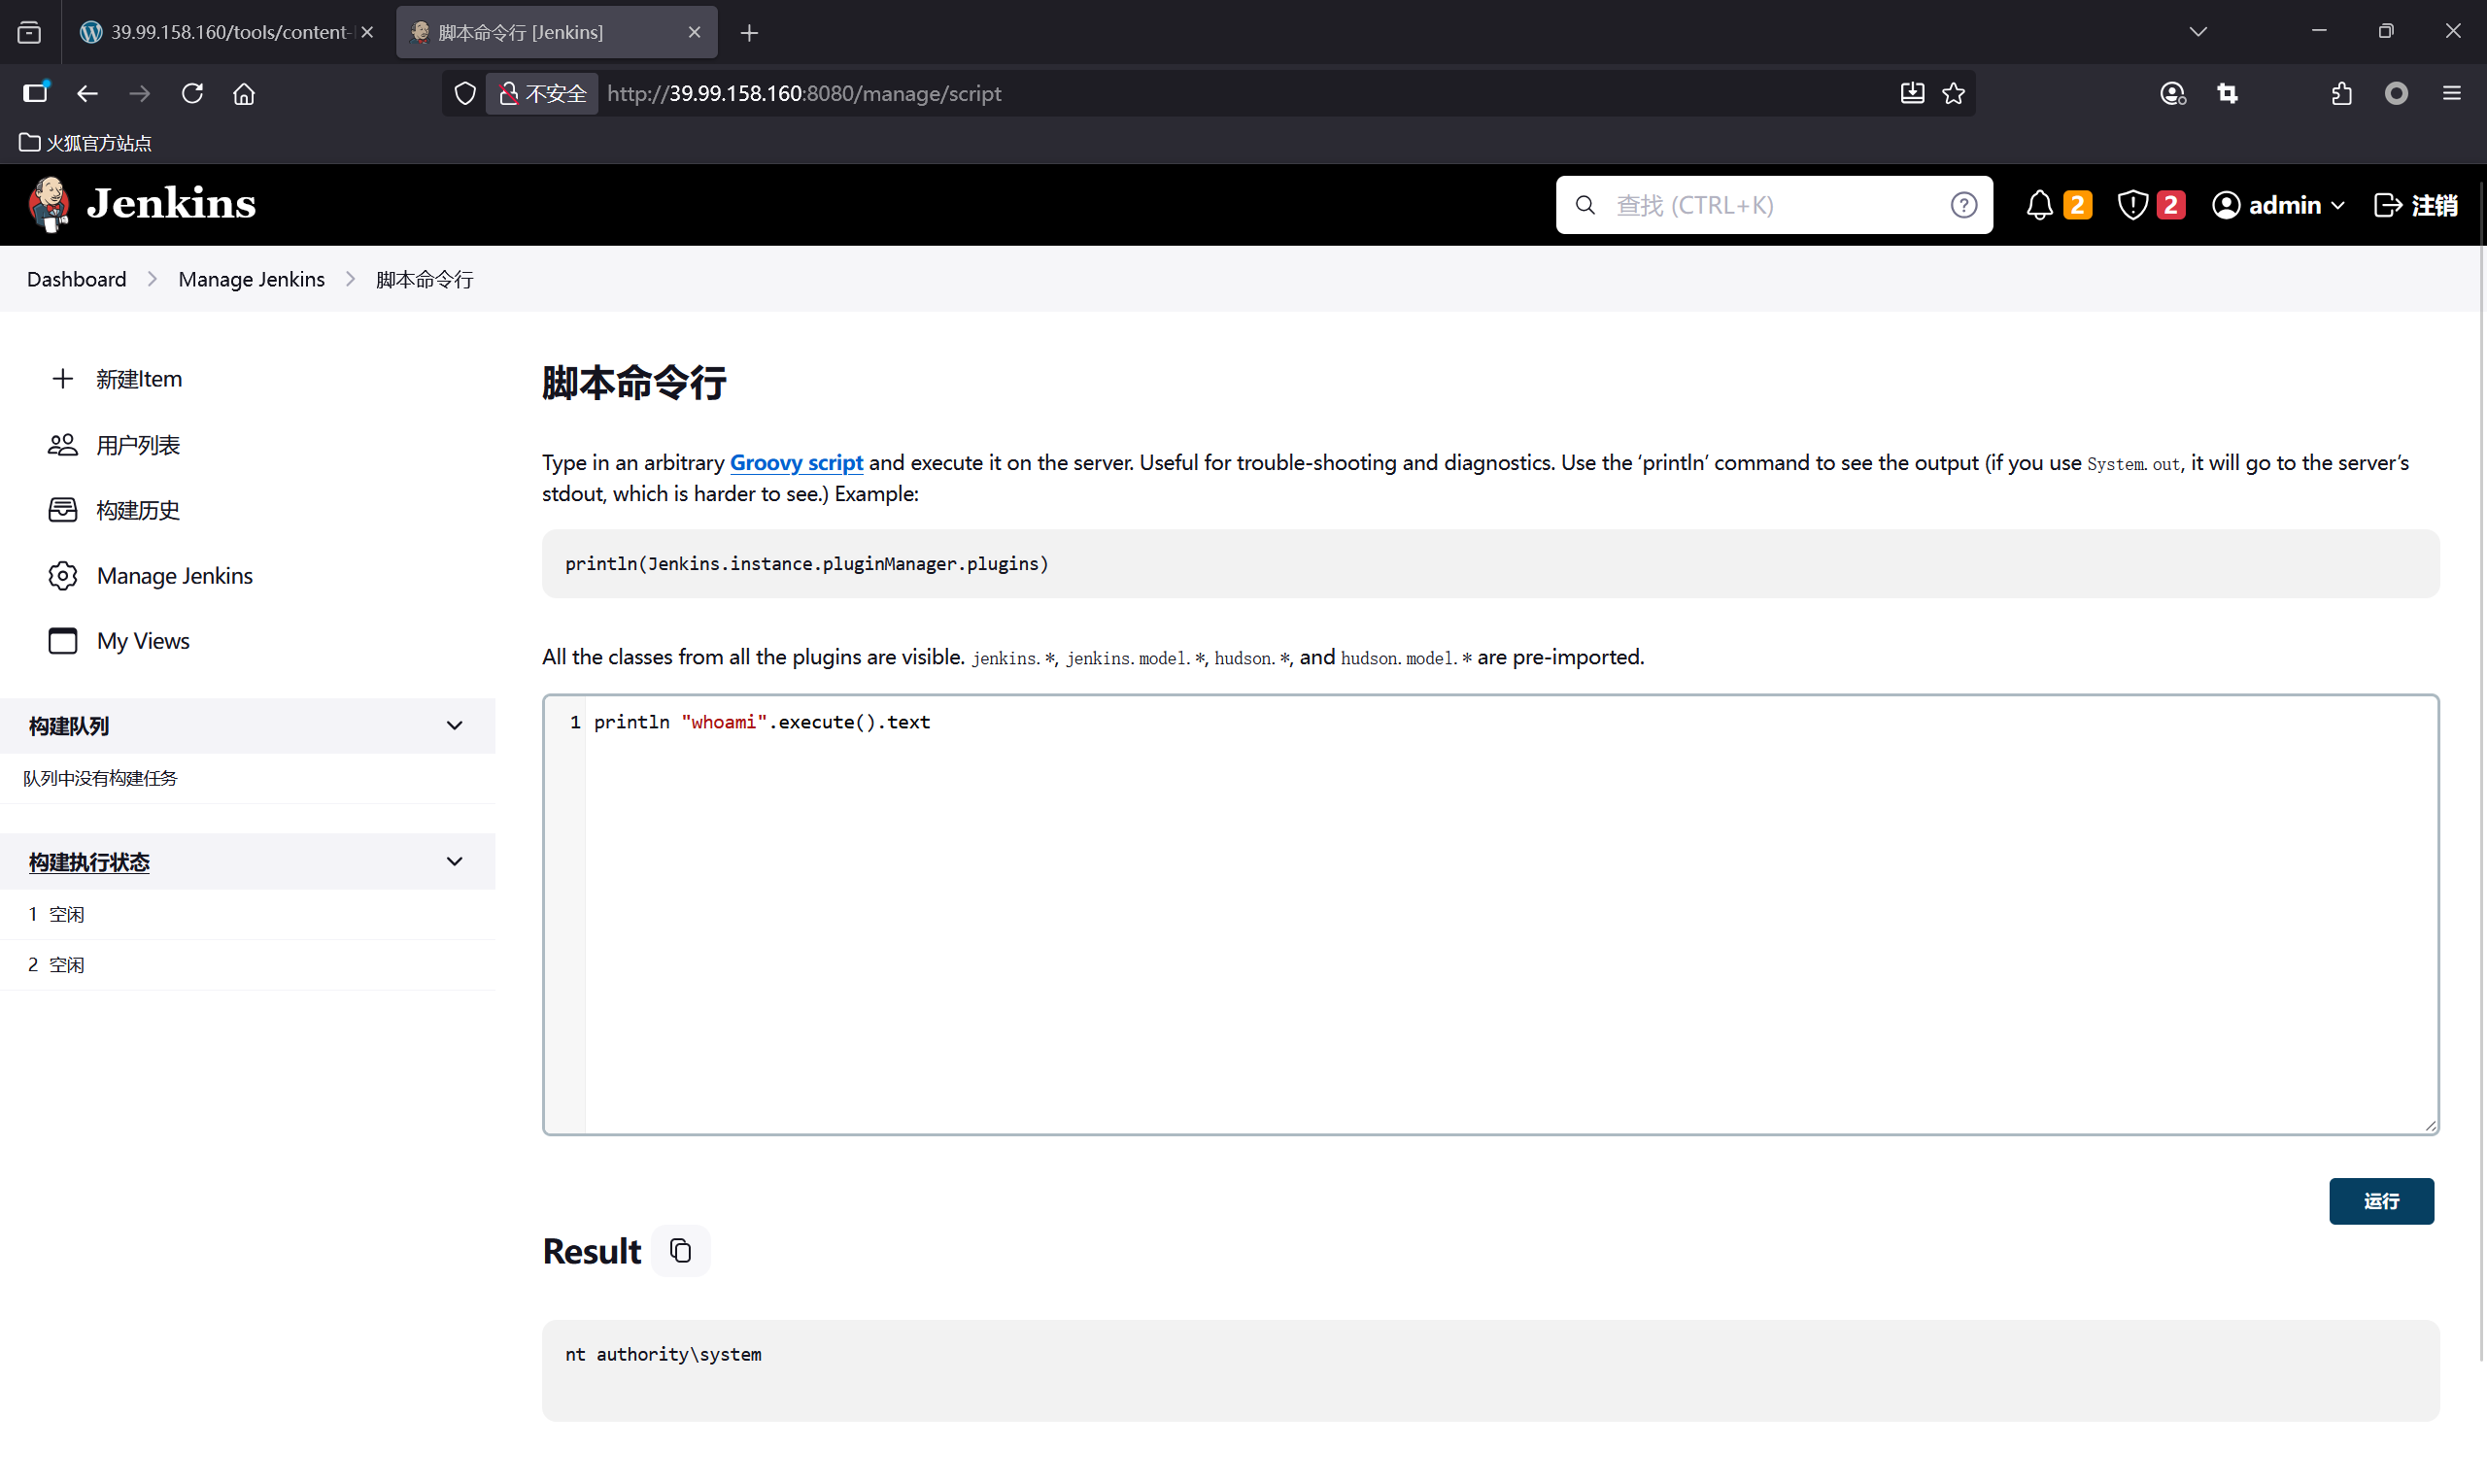 39.99.158.160/tools/content-
脚本命令行 [Jenkins]
不安全
http://39.99.158.160:8080/manage/script
火狐官方站点
Jenkins
查找 (CTRL+K)
2
2
admin
注销
Dashboard
Manage Jenkins
脚本命令行
新建Item
用户列表
构建历史
Manage Jenkins
My Views
构建队列
队列中没有构建任务
构建执行状态
1 空闲
2 空闲
脚本命令行
Type in an arbitrary Groovy script and execute it on the server. Useful for trouble-shooting and diagnostics. Use the ‘println’ command to see the output (if you use System.out, it will go to the server’s
stdout, which is harder to see.) Example:
println(Jenkins.instance.pluginManager.plugins)
All the classes from all the plugins are visible. jenkins.*, jenkins.model.*, hudson.*, and hudson.model.* are pre-imported.
1 println "whoami".execute().text
运行
Result
nt authority\system